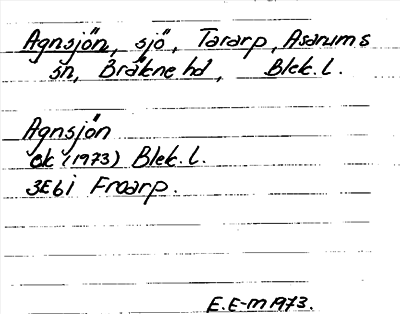 Agnsjön, sjö, Tararp, Asarums
sn, Bräkne hd, Blek. l.
Agnsjön
ek (1973) Blek. l.
3E6i Froarp.
E.E-m 1973.